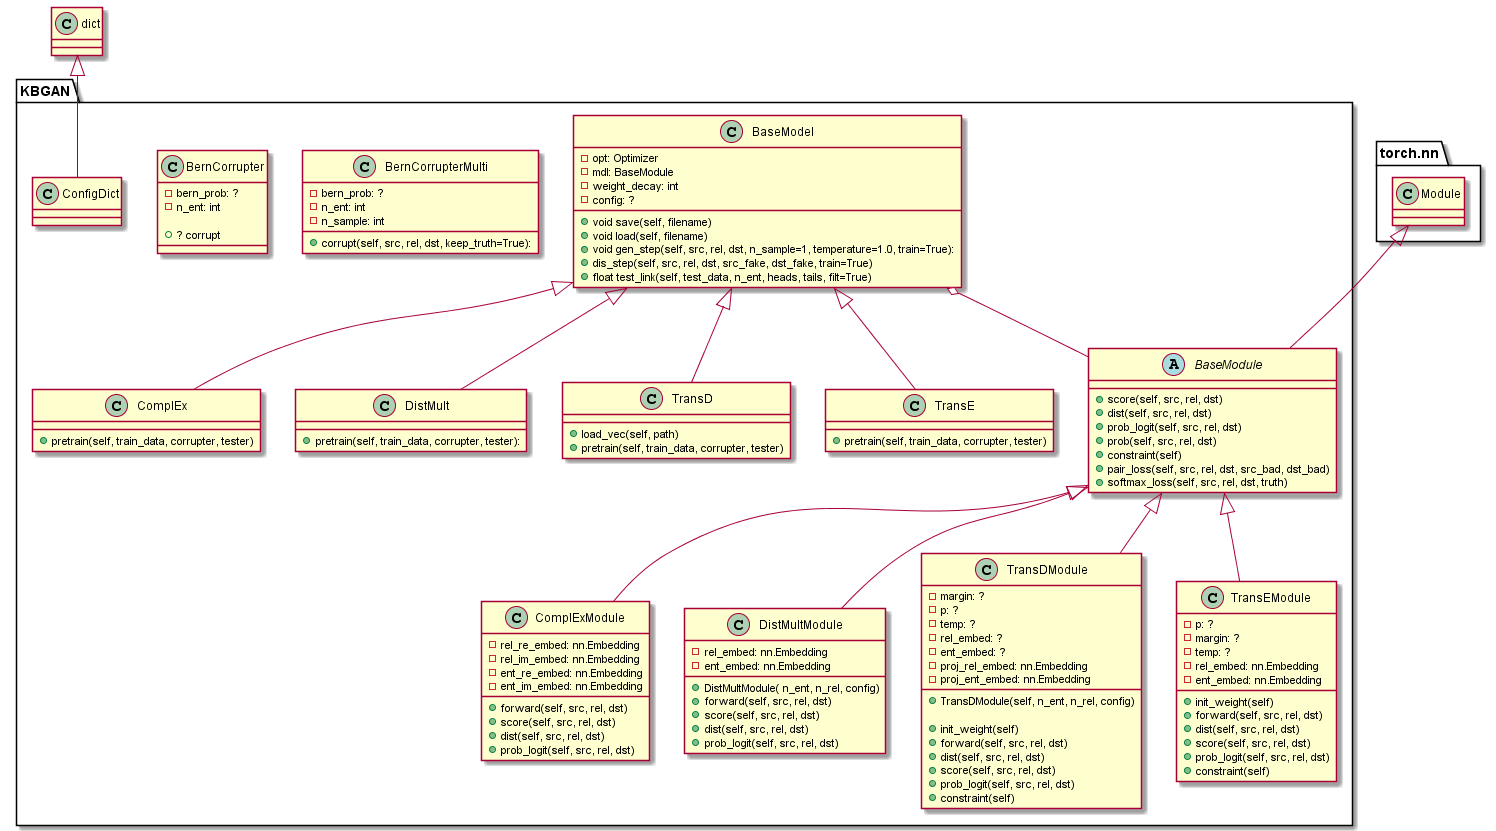 C dict
KBGAN
C ConfigDict
C BernCorrupter
bern_prob: ?
n_ent: int
? corrupt
C BernCorrupterMulti
bern_prob: ?
n_ent: int
n_sample: int
corrupt(self, src, rel, dst, keep_truth=True):
C BaseModel
opt: Optimizer
mdl: BaseModule
weight_decay: int
config: ?
void save(self, filename)
void load(self, filename)
void gen_step(self, src, rel, dst, n_sample=1, temperature=1.0, train=True):
dis_step(self, src, rel, dst, src_fake, dst_fake, train=True)
float test_link(self, test_data, n_ent, heads, tails, filt=True)
torch.nn
C Module
C ComplEx
pretrain(self, train_data, corrupter, tester)
C DistMult
pretrain(self, train_data, corrupter, tester):
C TransD
load_vec(self, path)
pretrain(self, train_data, corrupter, tester)
C TransE
pretrain(self, train_data, corrupter, tester)
A BaseModule
score(self, src, rel, dst)
dist(self, src, rel, dst)
prob_logit(self, src, rel, dst)
prob(self, src, rel, dst)
constraint(self)
pair_loss(self, src, rel, dst, src_bad, dst_bad)
softmax_loss(self, src, rel, dst, truth)
C ComplExModule
rel_re_embed: nn.Embedding
rel_im_embed: nn.Embedding
ent_re_embed: nn.Embedding
ent_im_embed: nn.Embedding
forward(self, src, rel, dst)
score(self, src, rel, dst)
dist(self, src, rel, dst)
prob_logit(self, src, rel, dst)
C DistMultModule
rel_embed: nn.Embedding
ent_embed: nn.Embedding
DistMultModule( n_ent, n_rel, config)
forward(self, src, rel, dst)
score(self, src, rel, dst)
dist(self, src, rel, dst)
prob_logit(self, src, rel, dst)
C TransDModule
margin: ?
p: ?
temp: ?
rel_embed: ?
ent_embed: ?
proj_rel_embed: nn.Embedding
proj_ent_embed: nn.Embedding
TransDModule(self, n_ent, n_rel, config)
init_weight(self)
forward(self, src, rel, dst)
dist(self, src, rel, dst)
score(self, src, rel, dst)
prob_logit(self, src, rel, dst)
constraint(self)
C TransEModule
p: ?
margin: ?
temp: ?
rel_embed: nn.Embedding
ent_embed: nn.Embedding
init_weight(self)
forward(self, src, rel, dst)
dist(self, src, rel, dst)
score(self, src, rel, dst)
prob_logit(self, src, rel, dst)
constraint(self)